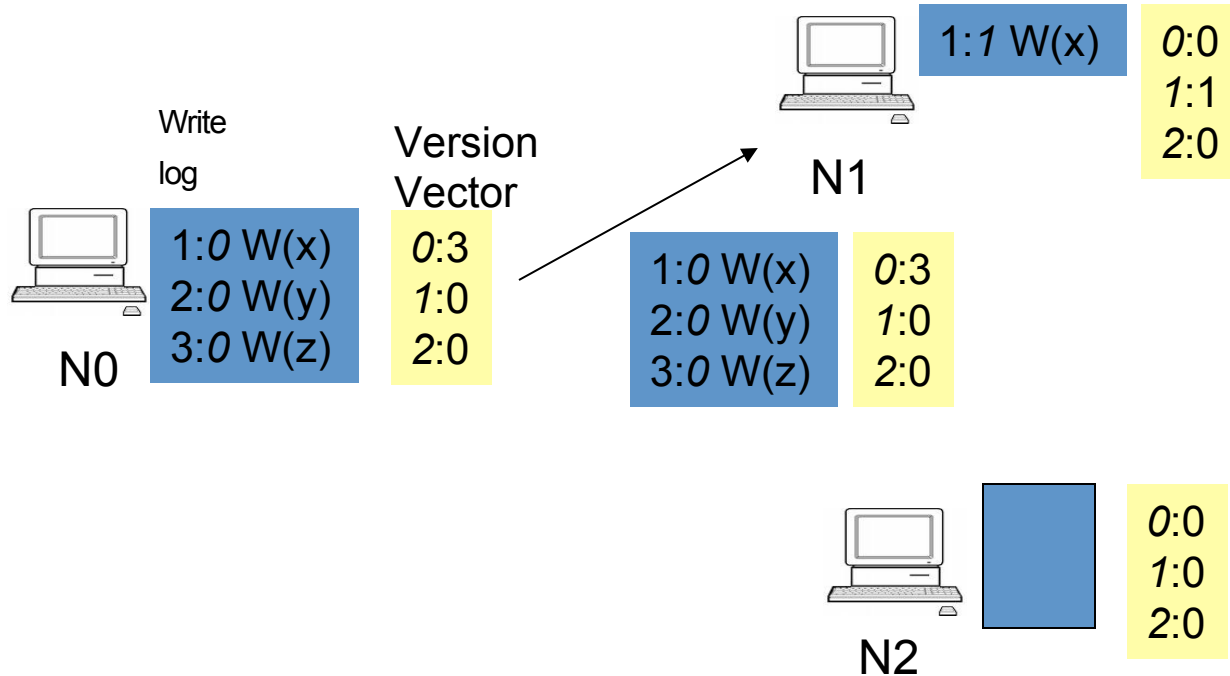 Write
log
Version
Vector
N0
1:0 W(x)
2:0 W(y)
3:0 W(z)
0:3
1:0
2:0
N1
1:1 W(x)
0:0
1:1
2:0
1:0 W(x)
2:0 W(y)
3:0 W(z)
0:3
1:0
2:0
N2
0:0
1:0
2:0